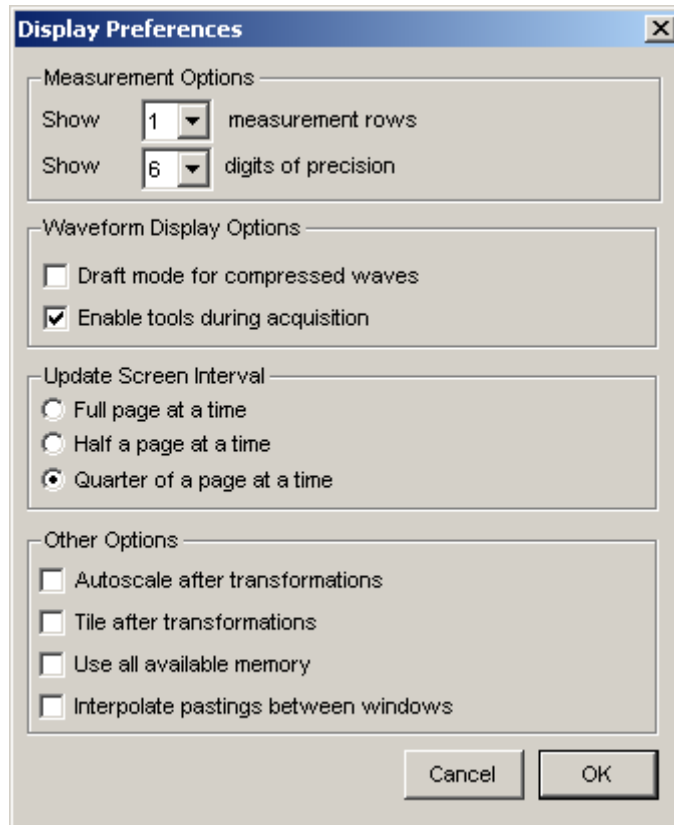 Display Preferences
Measurement Options
Show 1 measurement rows
Show 6 digits of precision
Waveform Display Options
Draft mode for compressed waves
Enable tools during acquisition
Update Screen Interval
Full page at a time
Half a page at a time
Quarter of a page at a time
Other Options
Autoscale after transformations
Tile after transformations
Use all available memory
Interpolate pastings between windows
Cancel OK